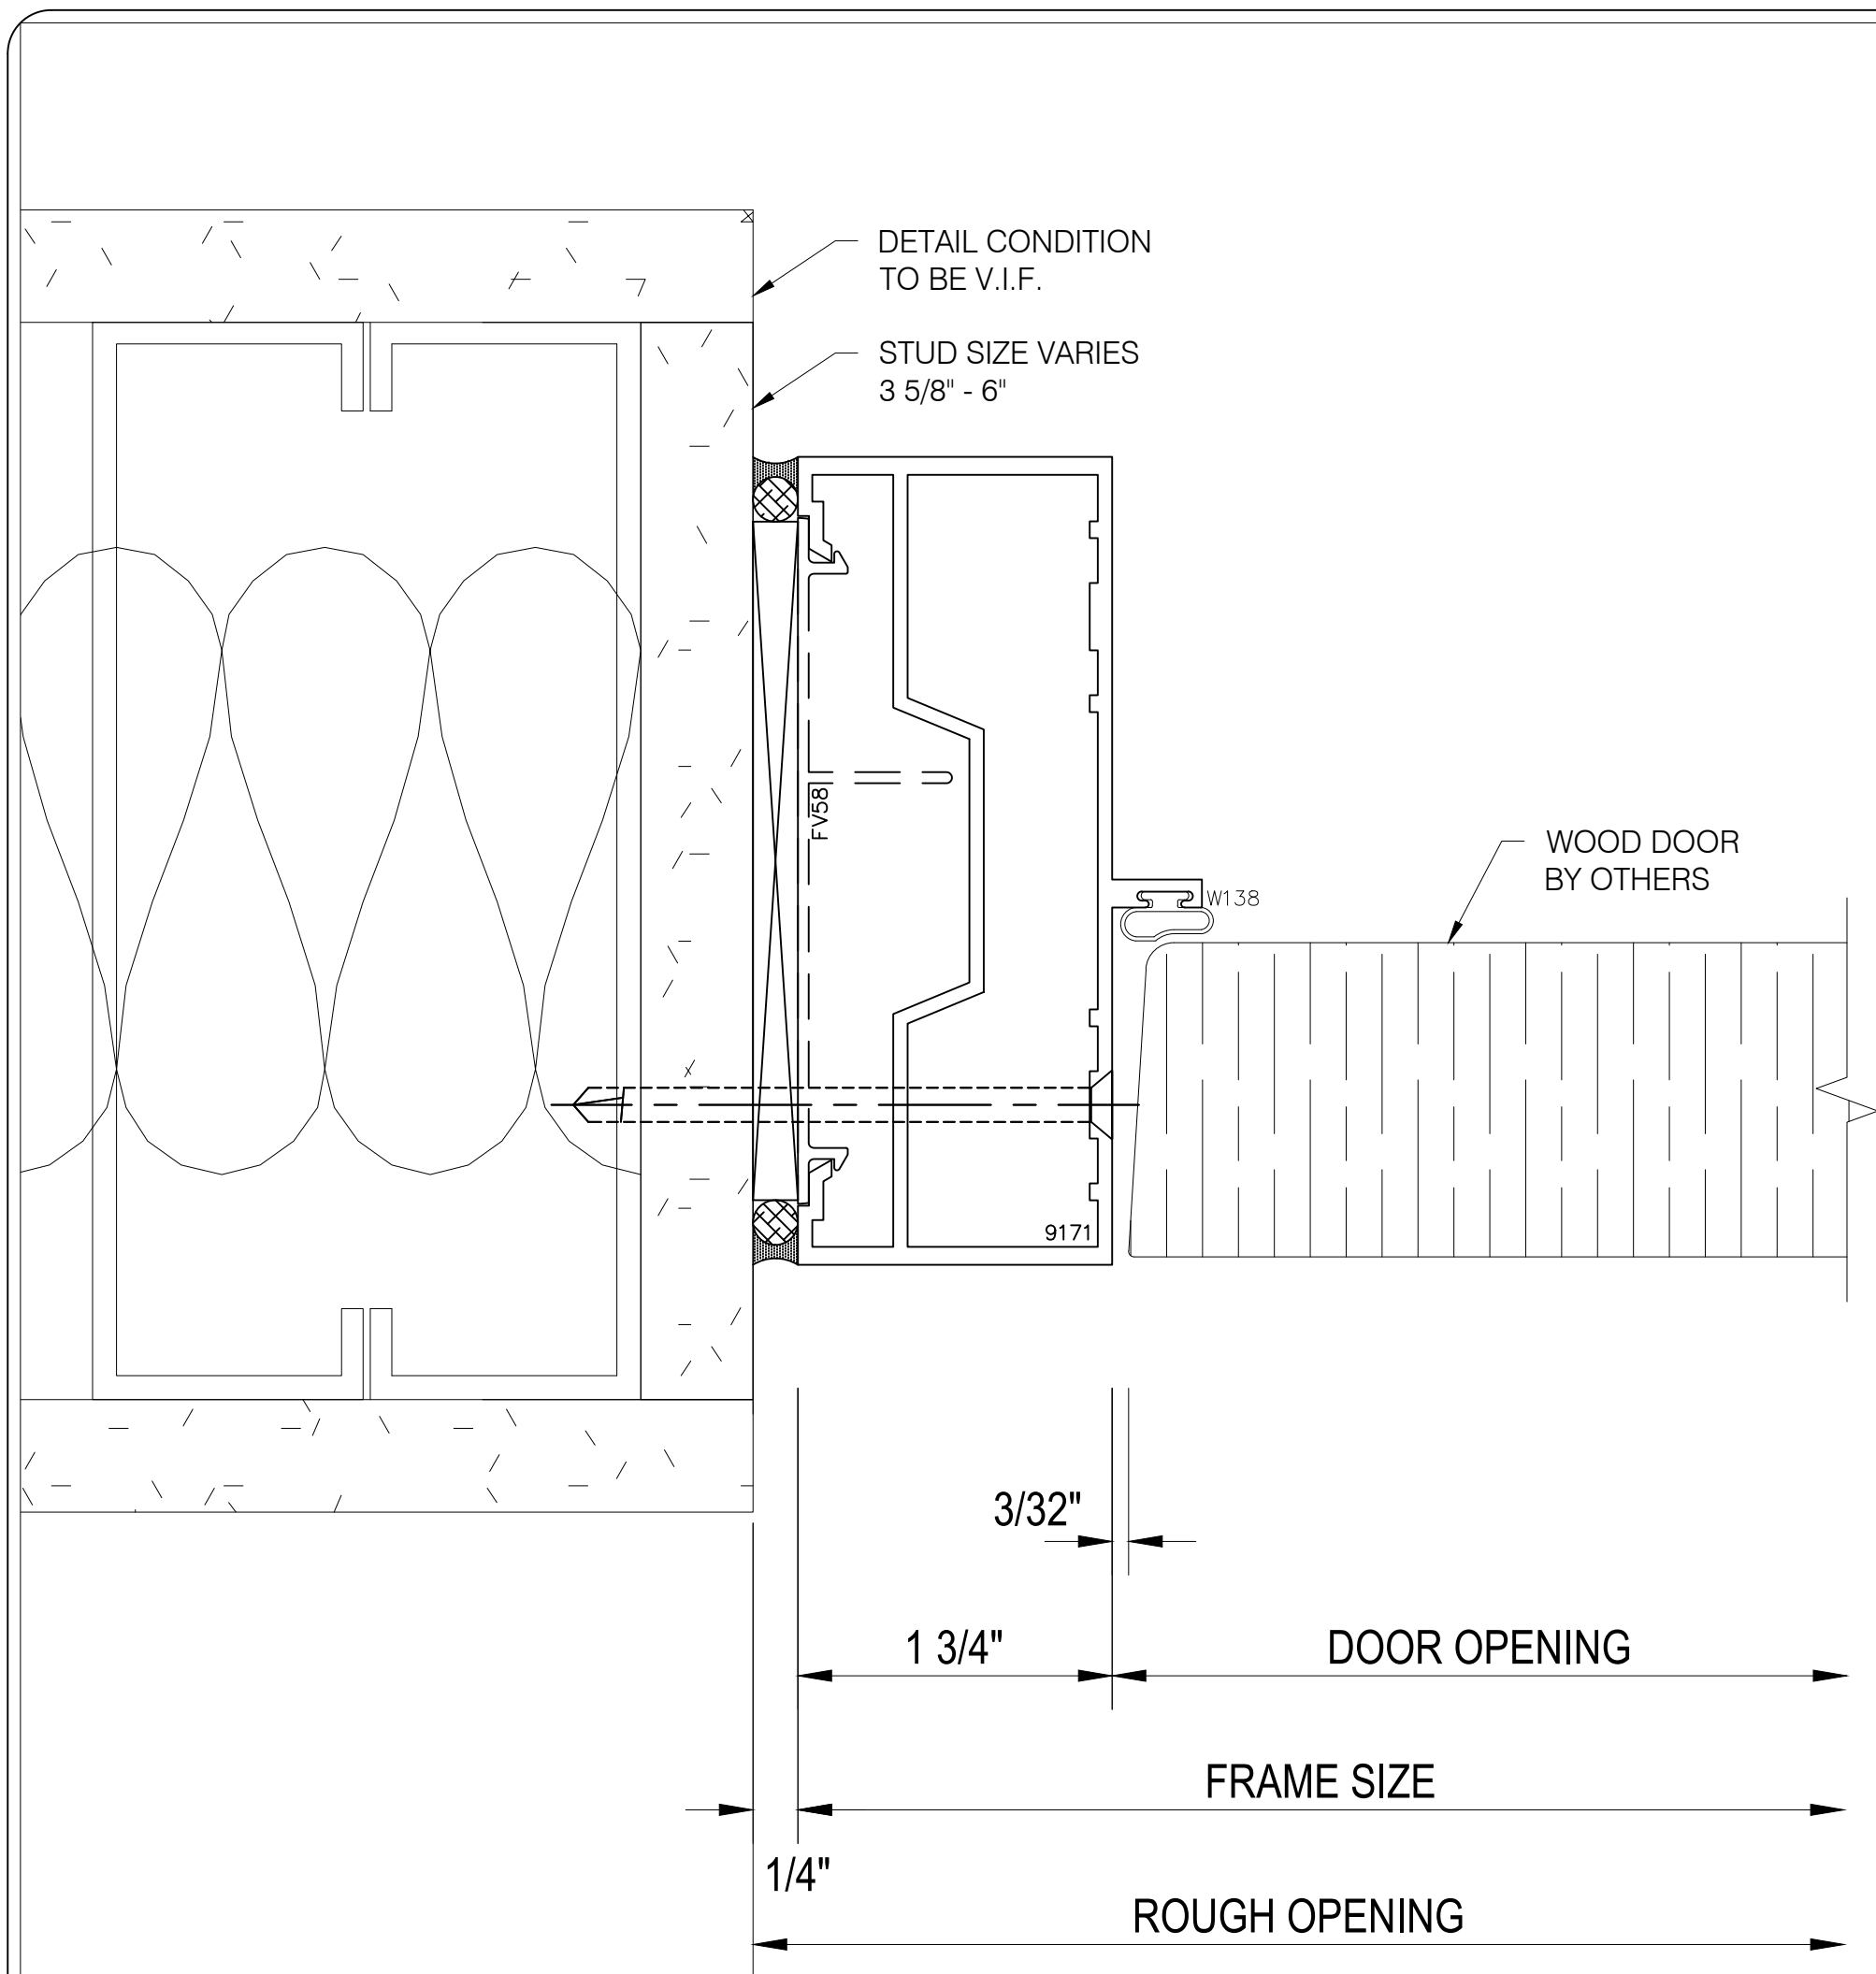 DETAIL CONDITION
TO BE V.I.F.
STUD SIZE VARIES
3 5/8" - 6"
FV58
WOOD DOOR
BY OTHERS
W138
9171
3/32"
1 3/4"
DOOR OPENING
FRAME SIZE
1/4"
ROUGH OPENING